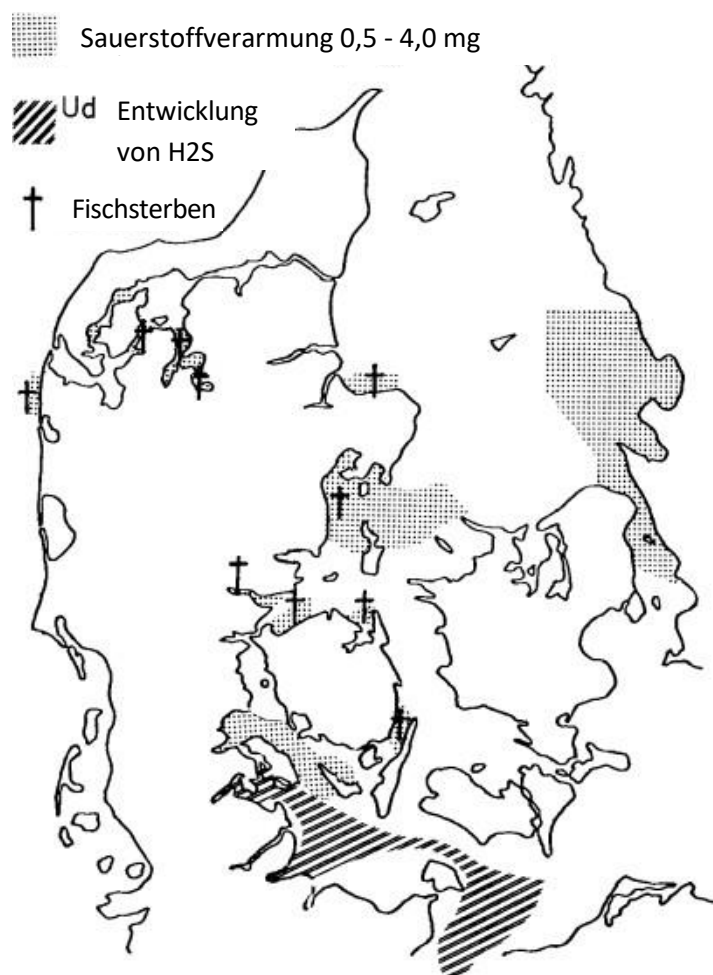 Sauerstoffverarmung 0,5 - 4,0 mg
Ud Entwicklung
von H2S
Fischsterben